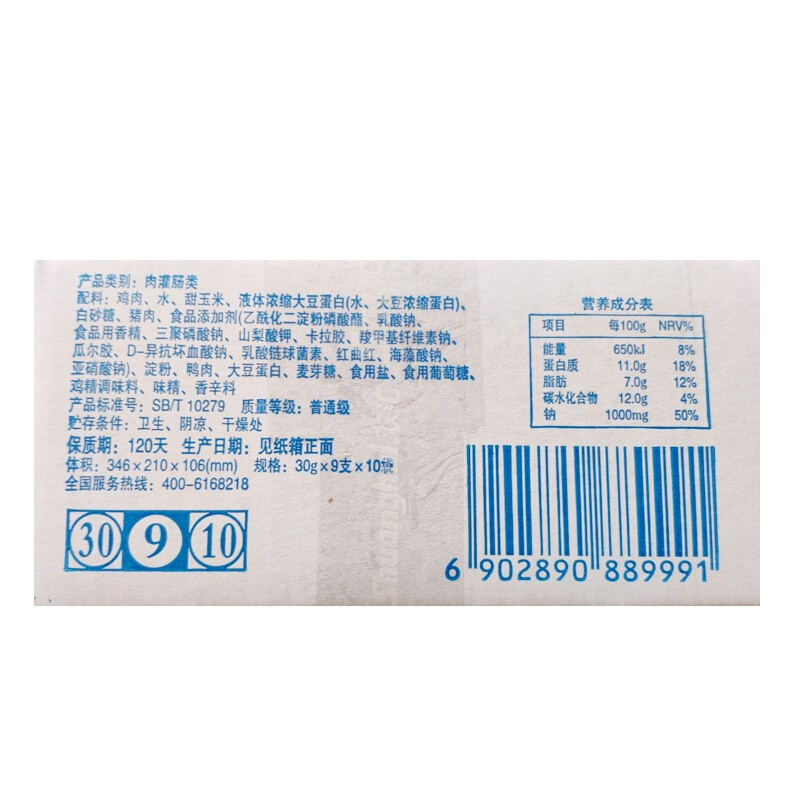 产品类别：肉灌肠类
配料：鸡肉、水、甜玉米、液体浓缩大豆蛋白(水、大豆浓缩蛋白)、
白砂糖、猪肉、食品添加剂(乙酰化二淀粉磷酸酯、乳酸钠、
食品用香精、三聚磷酸钠、山梨酸钾、卡拉胶、羧甲基纤维素钠、
瓜尔胶、D-异抗坏血酸钠、乳酸链球菌素、红曲红、海藻酸钠、
亚硝酸钠)、淀粉、鸭肉、大豆蛋白、麦芽糖、食用盐、食用葡萄糖、
鸡精调味料、味精、香辛料
产品标准号：SB/T 10279 质量等级：普通级
贮存条件：卫生、阴凉、干燥处
保质期：120天 生产日期：见纸箱正面
体积：346×210×106(mm) 规格：30g×9支×10袋
全国服务热线：400-6168218
30 9 10
营养成分表
项目 每100g NRV%
能量 650kJ 8%
蛋白质 11.0g 18%
脂肪 7.0g 12%
碳水化合物 12.0g 4%
钠 1000mg 50%
6 902890 889991